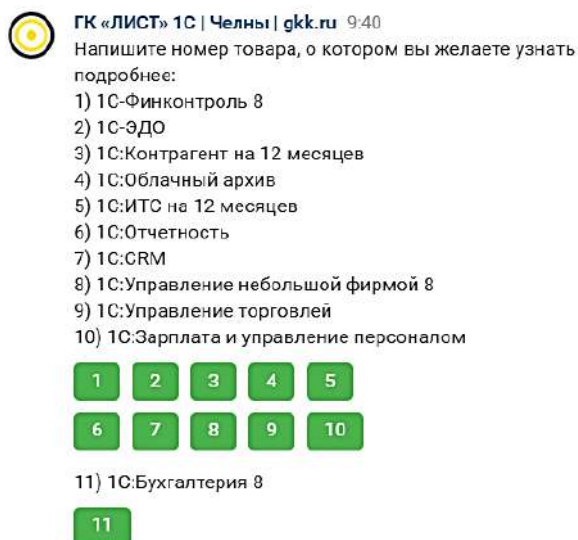 ГК «ЛИСТ» 1С | Челны | gkk.ru 9:40
Напишите номер товара, о котором вы желаете узнать
подробнее:
1) 1С-Финконтроль 8
2) 1С-ЭДО
3) 1С:Контрагент на 12 месяцев
4) 1С:Облачный архив
5) 1С:ИТС на 12 месяцев
6) 1С:Отчетность
7) 1С:CRM
8) 1С:Управление небольшой фирмой 8
9) 1С:Управление торговлей
10) 1С:Зарплата и управление персоналом
1 2 3 4 5
6 7 8 9 10
11) 1С:Бухгалтерия 8
11